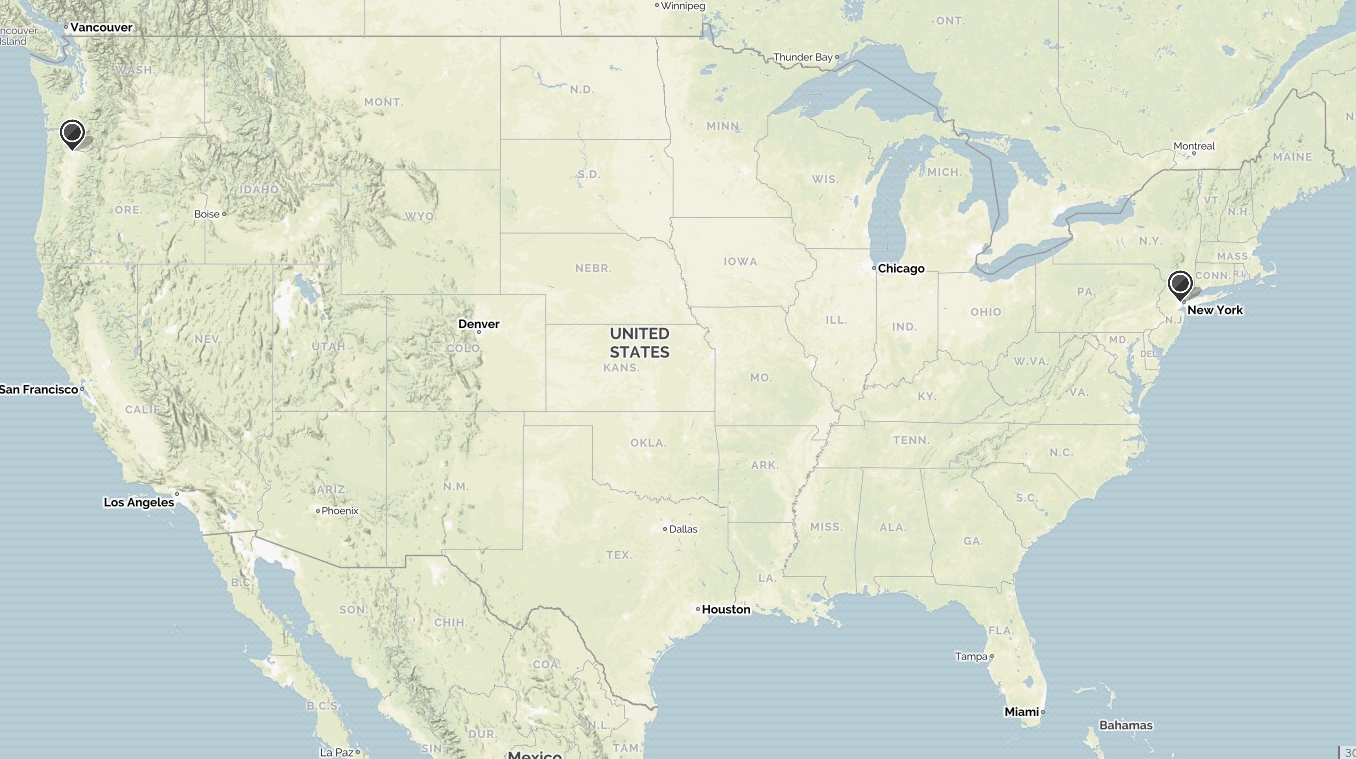 Winnipeg
Vancouver
ncouver
Island
ONT.
Thunder Bay
WASH.
MONT.
N.D.
MINN.
Montreal
N
MAINE
S.D.
WIS.
MICH.
IDAHO
ORE.
Boise
WYO.
VT.
N.H.
N.Y.
MASS.
IOWA
NEBR.
Chicago
CONN.
R.I.
PA.
New York
N.J
OHIO
ILL.
IND.
Denver
UNITED
STATES
NEV.
UTAH
COLO.
KANS.
MD.
DEL.
W.VA.
MO.
San Francisco
VA.
KY.
CALIF.
TENN.
OKLA.
N.C.
ARK.
N.M.
ARIZ.
Los Angeles
Phoenix
S.C.
Dallas
MISS.
ALA.
GA.
TEX.
B.C.
LA.
SON.
Houston
CHIH.
FLA.
Tampa
COA.
B.C.S.
Miami
N.L.
Bahamas
DUR.
SIN.
TAM.
La Paz
Mexico
30